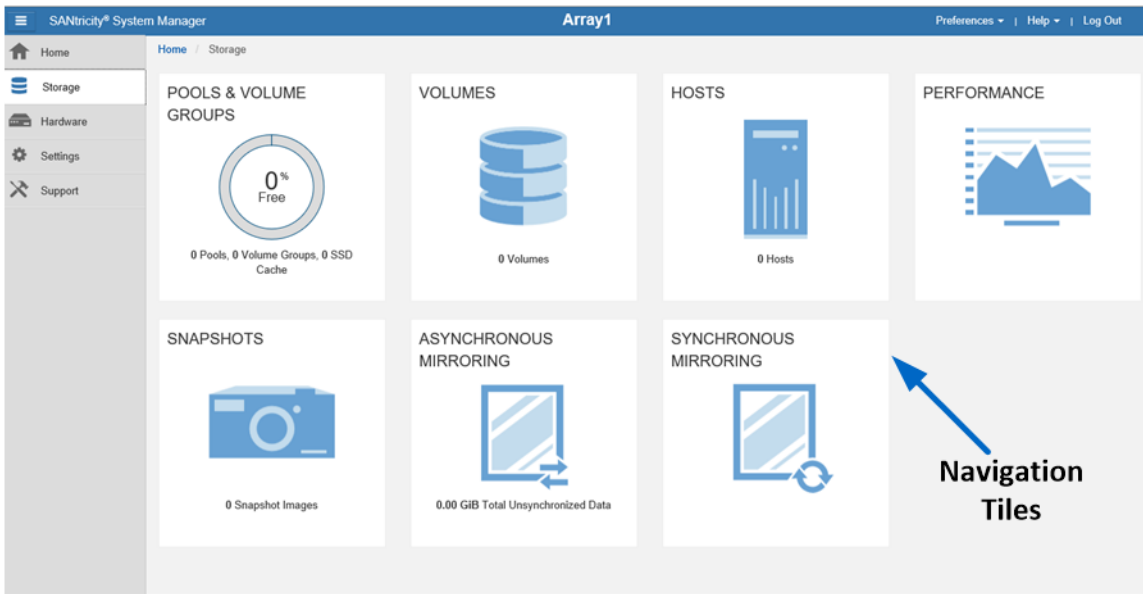 SANtricity® System Manager
Array1
Preferences | Help | Log Out
Home
Storage
Hardware
Settings
Support
Home / Storage
POOLS & VOLUME
GROUPS
0%
Free
0 Pools, 0 Volume Groups, 0 SSD
Cache
VOLUMES
0 Volumes
HOSTS
0 Hosts
PERFORMANCE
SNAPSHOTS
0 Snapshot Images
ASYNCHRONOUS
MIRRORING
0.00 GiB Total Unsynchronized Data
SYNCHRONOUS
MIRRORING
Navigation
Tiles